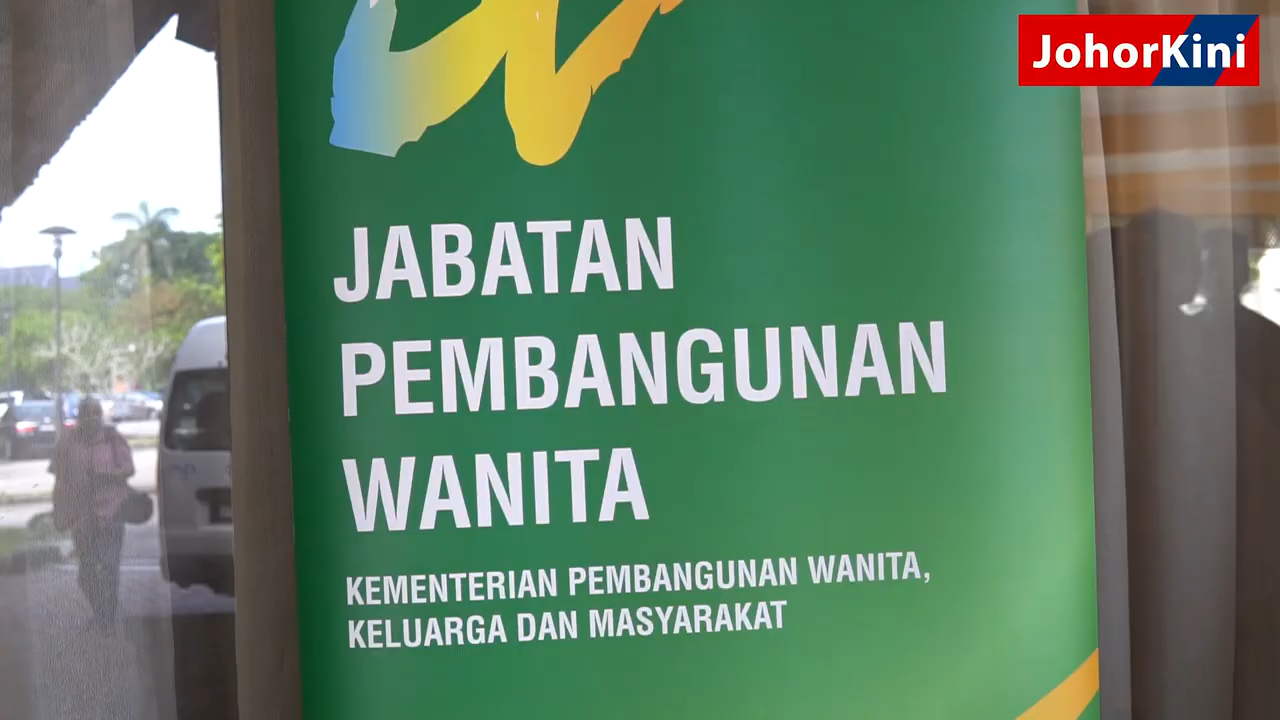 JohorKini
JABATAN
PEMBANGUNAN
WANITA
KEMENTERIAN PEMBANGUNAN WANITA,
KELUARGA DAN MASYARAKAT